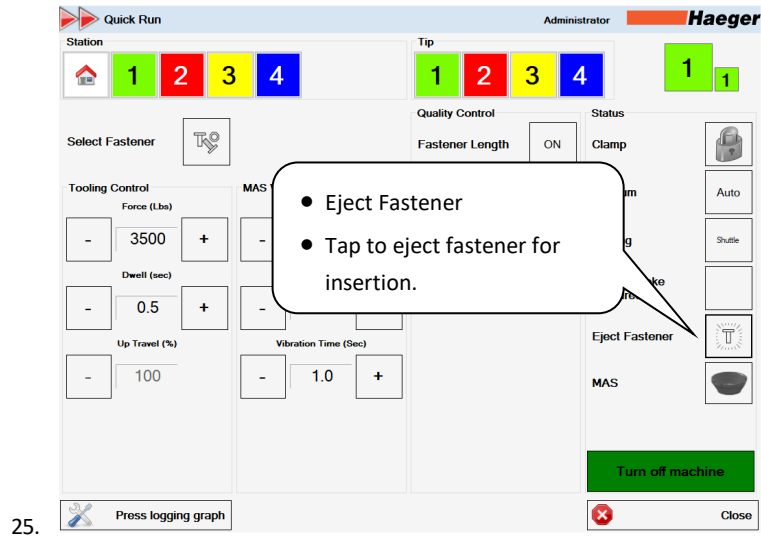 Quick Run
Administrator
Haeger
Station
1 2 3 4
Tip
1 2 3 4
1 1
Select Fastener
Quality Control
Fastener Length ON
Status
Clamp
Auto
Shuttle
Tooling Control
Force (Lbs)
- 3500 +
Dwell (sec)
- 0.5 +
Up Travel (%)
- 100
MAS
-
-
Vibration Time (Sec)
- 1.0 +
• Eject Fastener
• Tap to eject fastener for
insertion.
Eject Fastener T
MAS
Turn off machine
Press logging graph
Close
25.